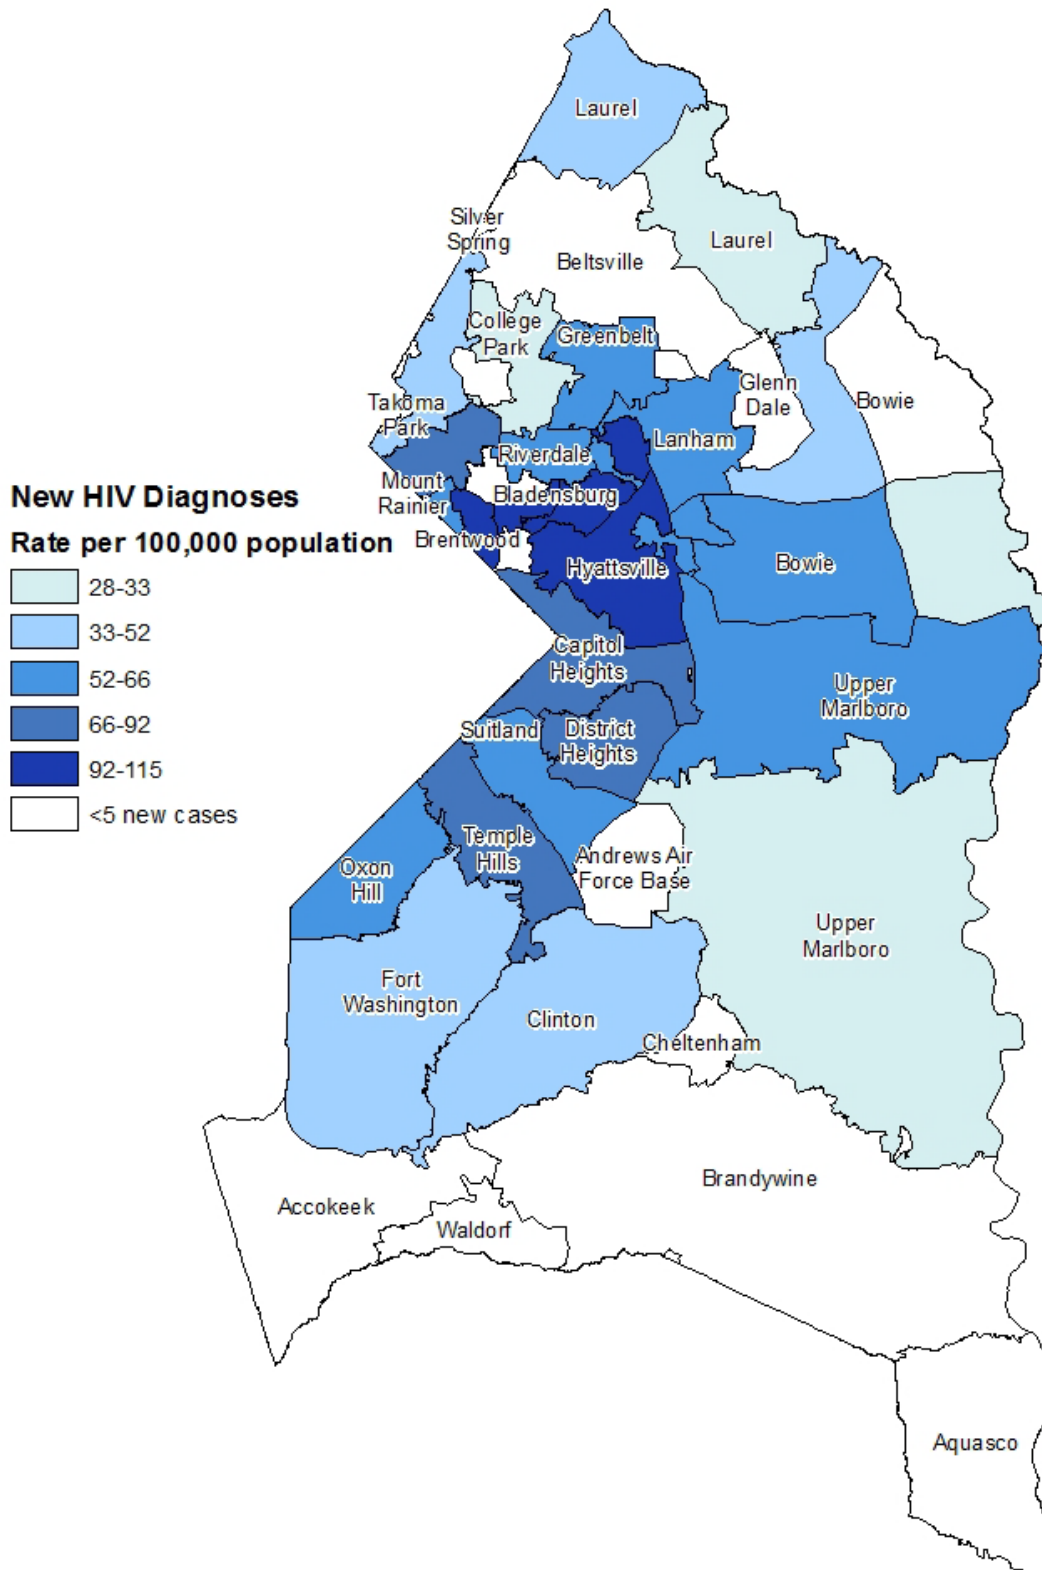 Laurel
Silver
Spring
Laurel
Beltsville
College
Park
Greenbelt
Glenn
Dale
Bowie
Takoma
Park
Lanham
Riverdale
Mount
Rainier
Bladensburg
Brentwood
Hyattsville
Bowie
New HIV Diagnoses
Rate per 100,000 population
28-33
33-52
52-66
66-92
92-115
<5 new cases
Capitol
Heights
Upper
Marlboro
Suitland
District
Heights
Temple
Hills
Andrews Air
Force Base
Oxon
Hill
Upper
Marlboro
Fort
Washington
Clinton
Cheltenham
Brandywine
Accokeek
Waldorf
Aquasco